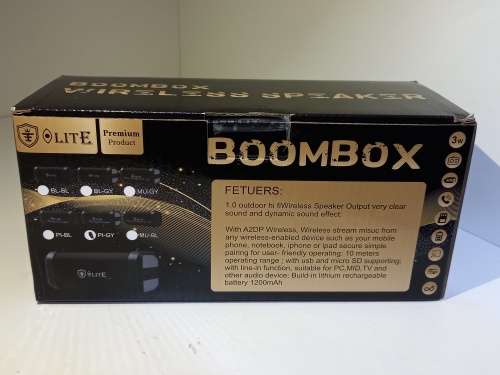 BOOMBOX
WIRELESS SPEAKER
OLITE
Premium
Product
BOOMBOX
3W
BL-BL
BL-GY
MU-GY
PI-BL
PI-GY
MU-BL
FETUERS:
1.0 outdoor hi fiWireless Speaker Output very clear
sound and dynamic sound effect.
With A2DP Wireless, Wireless stream misuc from
any wireless-enabled device such as your mobile
phone, notebook, iphone or ipad secure simple
pairing for user- friendly operating: 10 meters
operating range ; with usb and micro SD supporting;
with line-in function, suitable for PC,MID,TV and
other audio device: Build-in lithium rechargeable
battery 1200mAh
OLITE